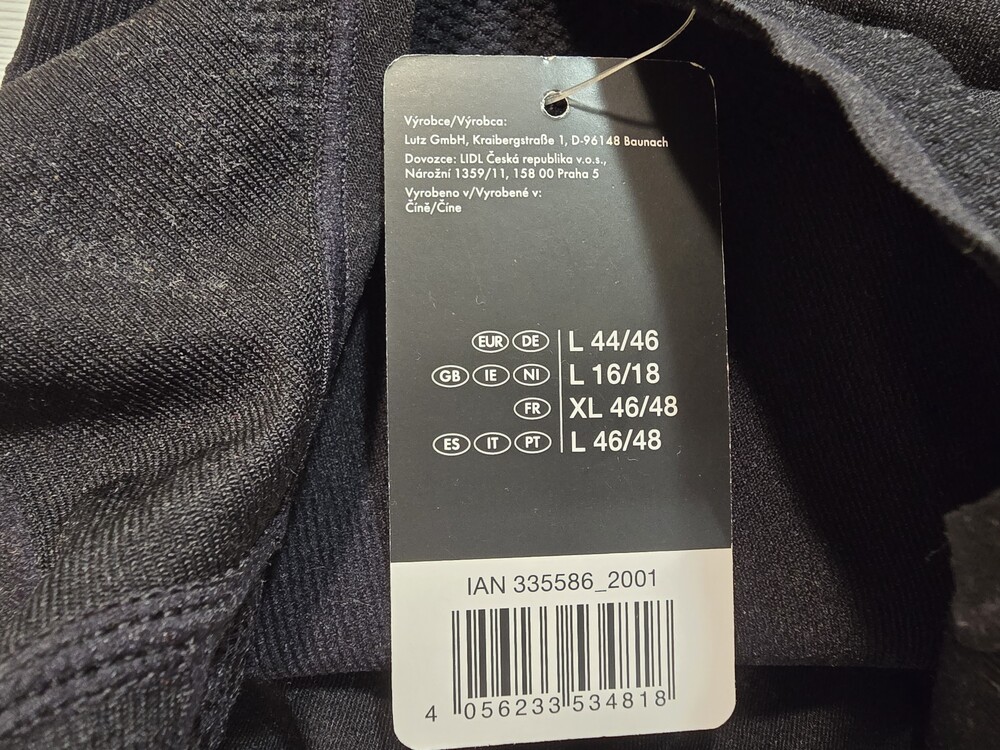 Výrobce/Výrobca:
Lutz GmbH, Kraibergstraße 1, D-96148 Baunach
Dovozce: LIDL Česká republika v.o.s.,
Nárožní 1359/11, 158 00 Praha 5
Vyrobeno v/Vyrobené v:
Číně/Číne
EUR DE L 44/46
GB IE NI L 16/18
FR XL 46/48
ES IT PT L 46/48
IAN 335586_2001
4 056233 534818